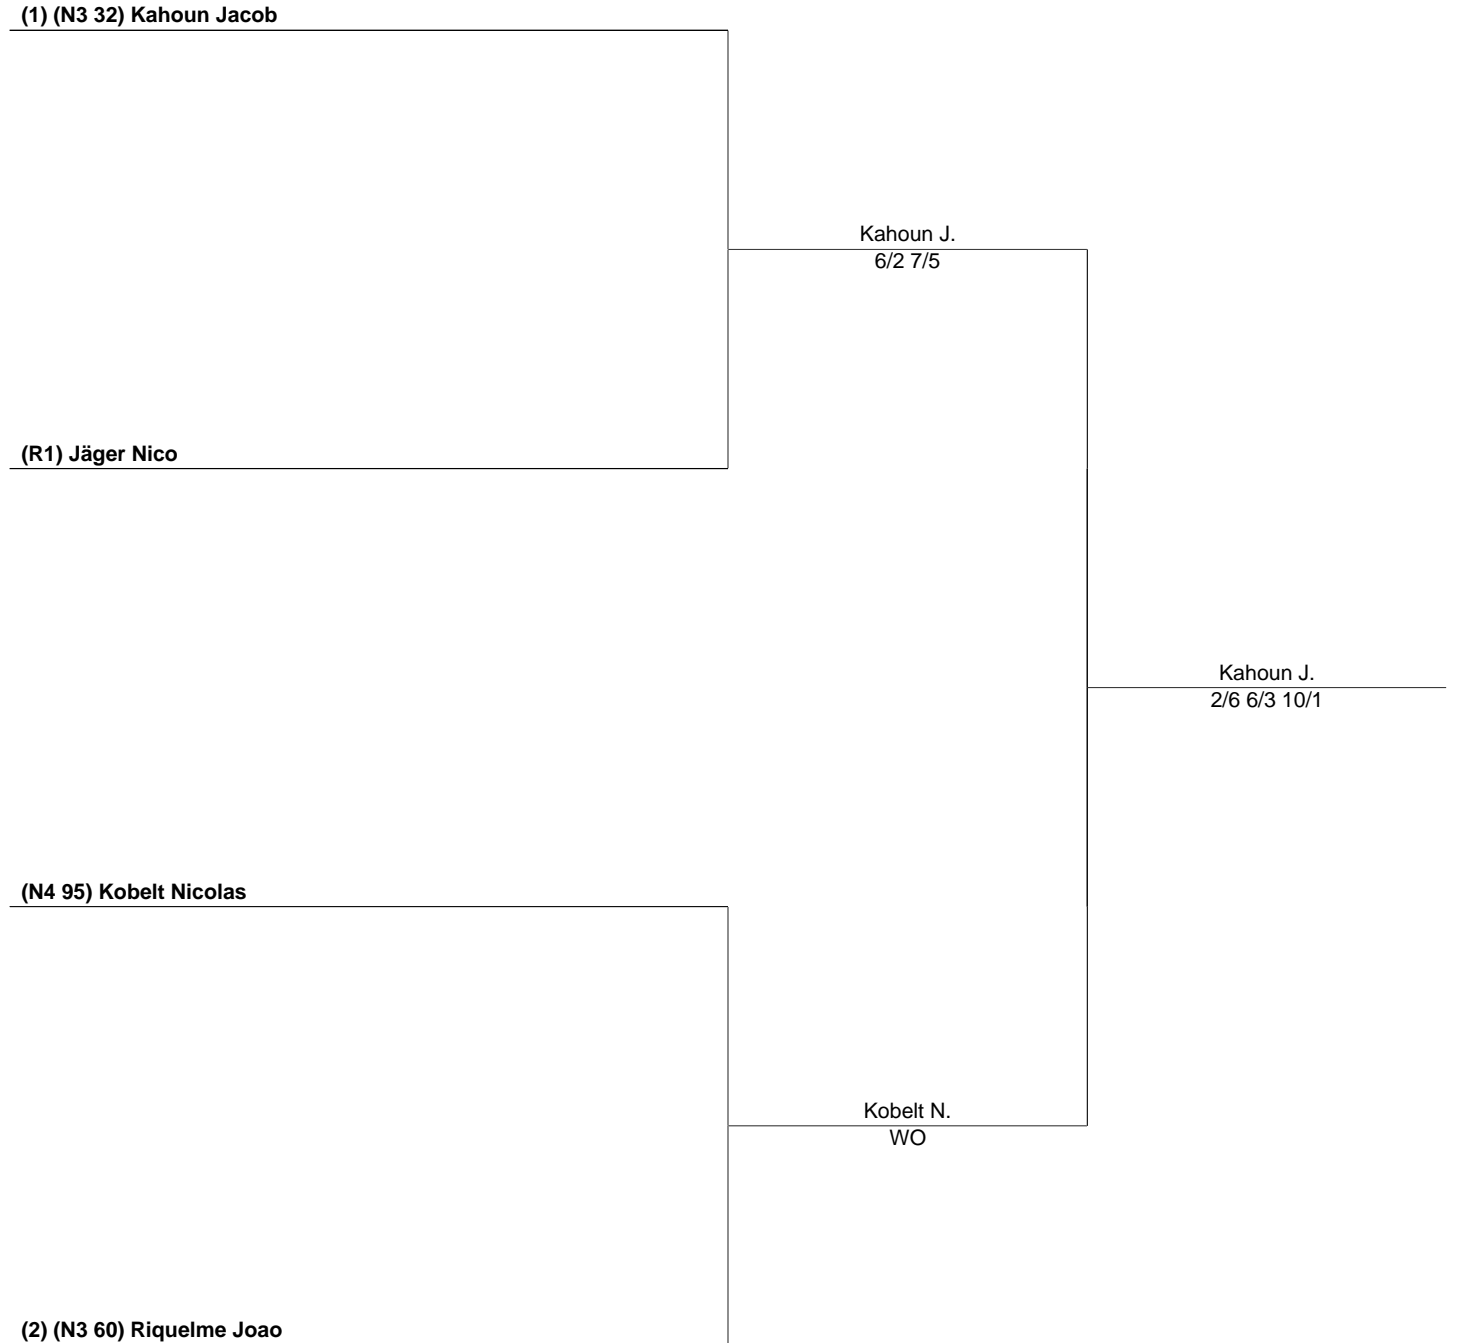 (1) (N3 32) Kahoun Jacob
Kahoun J.
6/2 7/5
(R1) Jäger Nico
Kahoun J.
2/6 6/3 10/1
(N4 95) Kobelt Nicolas
Kobelt N.
WO
(2) (N3 60) Riquelme Joao